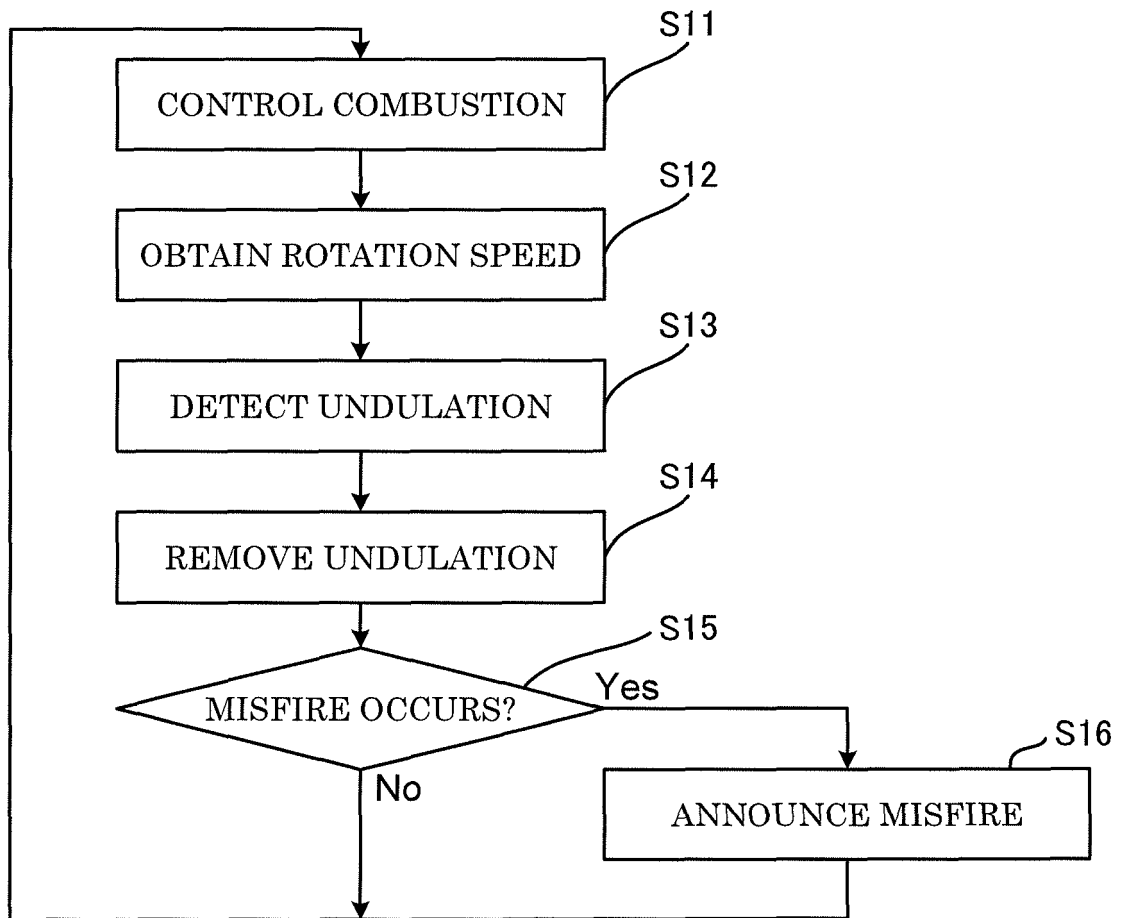 S11
CONTROL COMBUSTION
S12
OBTAIN ROTATION SPEED
S13
DETECT UNDULATION
S14
REMOVE UNDULATION
S15
MISFIRE OCCURS?
Yes
No
S16
ANNOUNCE MISFIRE